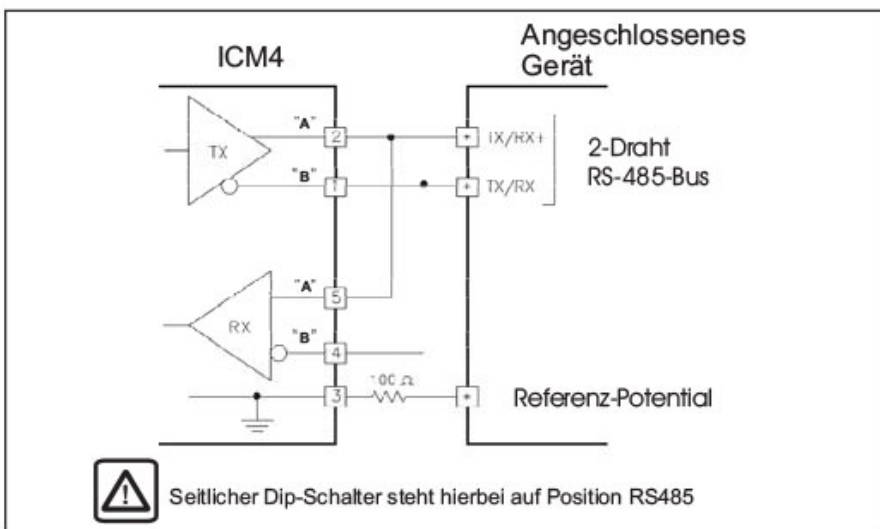 ICM4
Angeschlossenes
Gerät
"A"
2
TX/RX+
TX
2-Draht
RS-485-Bus
"B"
1
TX/RX
"A"
5
RX
"B"
4
100 Ω
3
Referenz-Potential
Seitlicher Dip-Schalter steht hierbei auf Position RS485